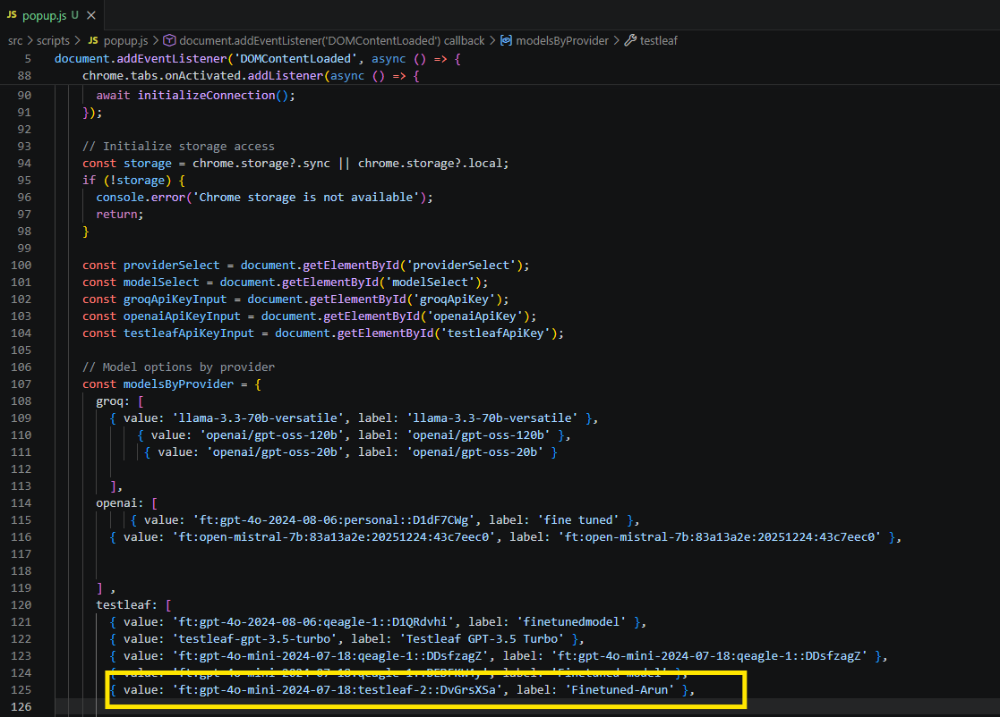 JS popup.js U ×
src > scripts > JS popup.js > document.addEventListener('DOMContentLoaded') callback > modelsByProvider > testleaf
5 document.addEventListener('DOMContentLoaded', async () => {
88 chrome.tabs.onActivated.addListener(async () => {
90 await initializeConnection();
91 });
92
93 // Initialize storage access
94 const storage = chrome.storage?.sync || chrome.storage?.local;
95 if (!storage) {
96 console.error('Chrome storage is not available');
97 return;
98 }
99
100 const providerSelect = document.getElementById('providerSelect');
101 const modelSelect = document.getElementById('modelSelect');
102 const groqApiKeyInput = document.getElementById('groqApiKey');
103 const openaiApiKeyInput = document.getElementById('openaiApiKey');
104 const testleafApiKeyInput = document.getElementById('testleafApiKey');
105
106 // Model options by provider
107 const modelsByProvider = {
108 groq: [
109 { value: 'llama-3.3-70b-versatile', label: 'llama-3.3-70b-versatile' },
110 { value: 'openai/gpt-oss-120b', label: 'openai/gpt-oss-120b' },
111 { value: 'openai/gpt-oss-20b', label: 'openai/gpt-oss-20b' }
112
113 ],
114 openai: [
115 { value: 'ft:gpt-4o-2024-08-06:personal::D1dF7CWg', label: 'fine tuned' },
116 { value: 'ft:open-mistral-7b:83a13a2e:20251224:43c7eec0', label: 'ft:open-mistral-7b:83a13a2e:20251224:43c7eec0' },
117
118
119 ] ,
120 testleaf: [
121 { value: 'ft:gpt-4o-2024-08-06:qeagle-1::D1QRdvhi', label: 'finetunedmodel' },
122 { value: 'testleaf-gpt-3.5-turbo', label: 'Testleaf GPT-3.5 Turbo' },
123 { value: 'ft:gpt-4o-mini-2024-07-18:qeagle-1::DDsfzagZ', label: 'ft:gpt-4o-mini-2024-07-18:qeagle-1::DDsfzagZ' },
124 { value: 'ft:gpt-4o-mini-2024-07-18:qeagle-1:: label: 'Finetuned model' },
125 { value: 'ft:gpt-4o-mini-2024-07-18:testleaf-2::DvGrsXSa', label: 'Finetuned-Arun' },
126